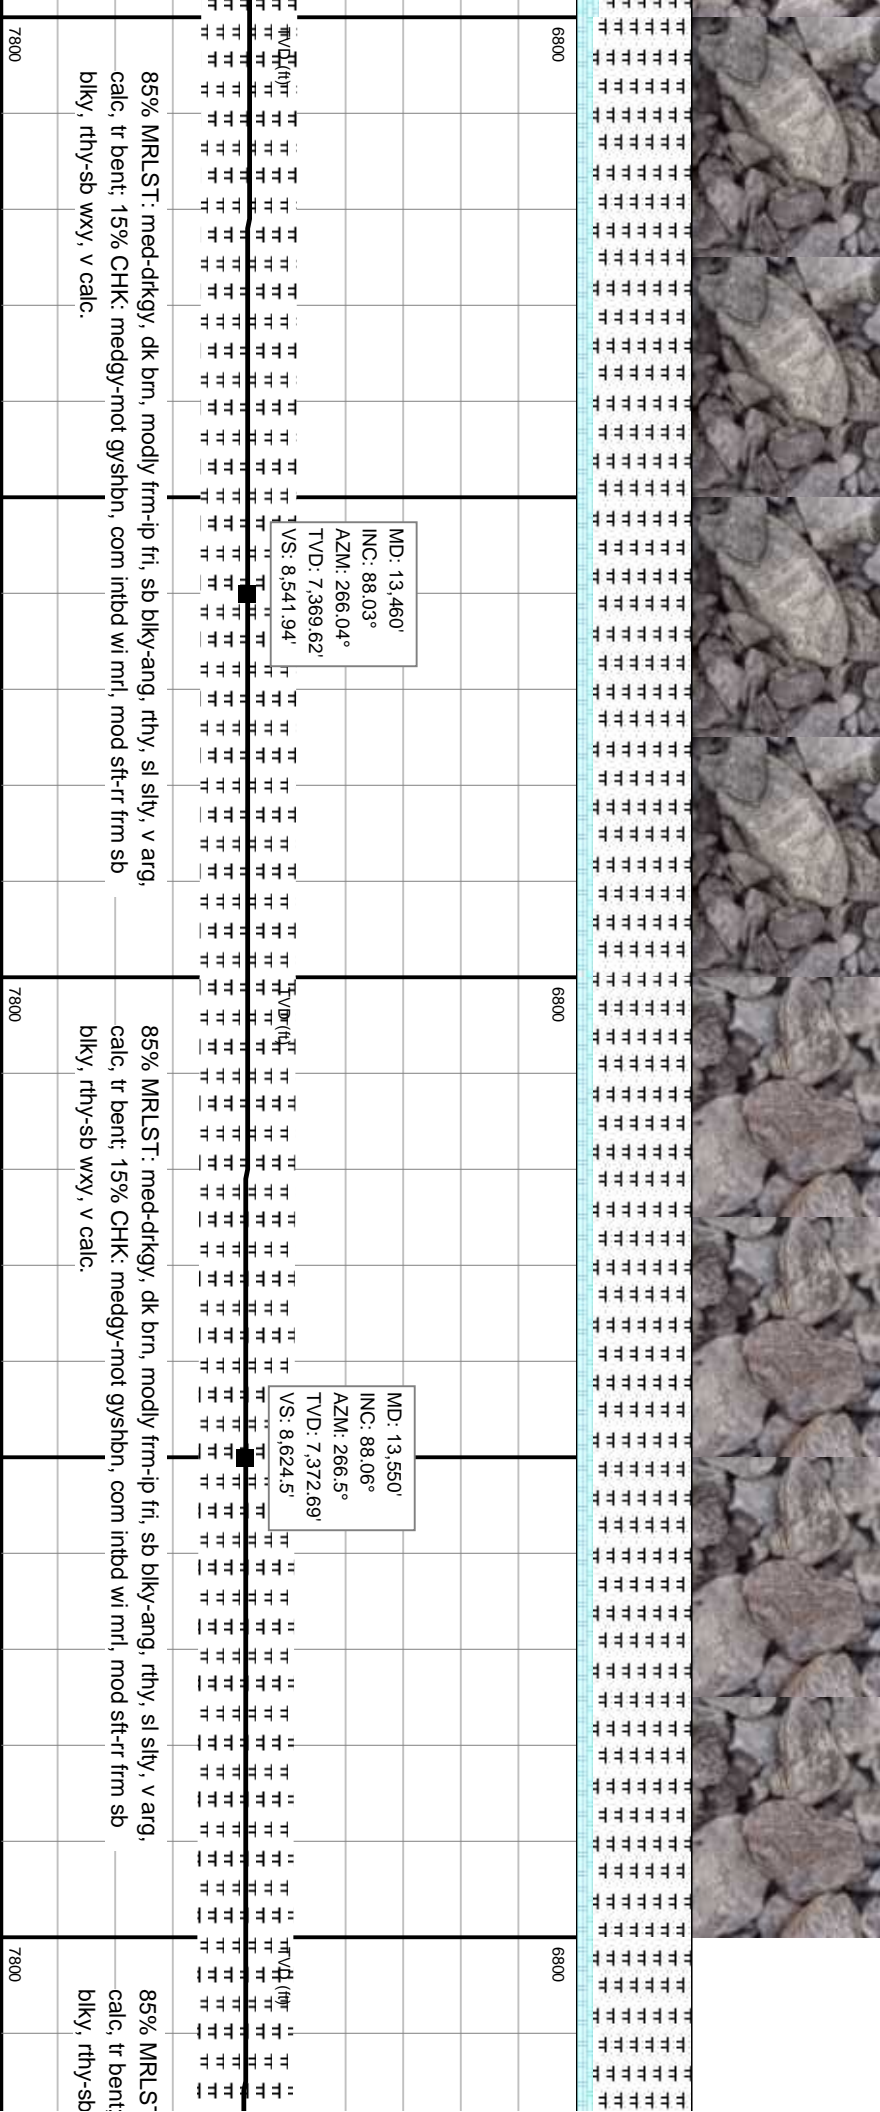 6800
TVD (ft)
7800
85% MRLST: med-drkgy, dk brn, modly frm-ip fri, sb blky-ang, rthy, sl slty, v arg,
calc, tr bent; 15% CHK: medgy-mot gyshbn, com intbd wi mrl, mod sft-rr frm sb
blky, rthy-sb wxy, v calc.
MD: 13,460'
INC: 88.03°
AZM: 266.04°
TVD: 7,369.62'
VS: 8,541.94'
6800
TVD (ft)
7800
85% MRLST: med-drkgy, dk brn, modly frm-ip fri, sb blky-ang, rthy, sl slty, v arg,
calc, tr bent; 15% CHK: medgy-mot gyshbn, com intbd wi mrl, mod sft-rr frm sb
blky, rthy-sb wxy, v calc.
MD: 13,550'
INC: 88.06°
AZM: 266.5°
TVD: 7,372.69'
VS: 8,624.5'
6800
TVD (ft)
7800
85% MRLST
calc, tr bent;
blky, rthy-sb